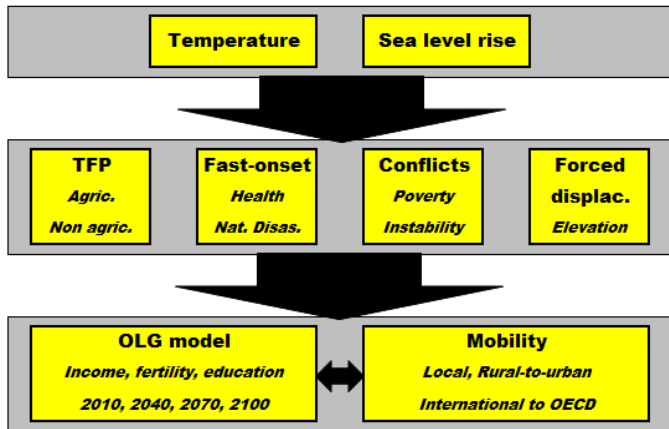 Temperature
Sea level rise
TFP
Agric.
Non agric.
Fast-onset
Health
Nat. Disas.
Conflicts
Poverty
Instability
Forced
displac.
Elevation
OLG model
Income, fertility, education
2010, 2040, 2070, 2100
Mobility
Local, Rural-to-urban
International to OECD